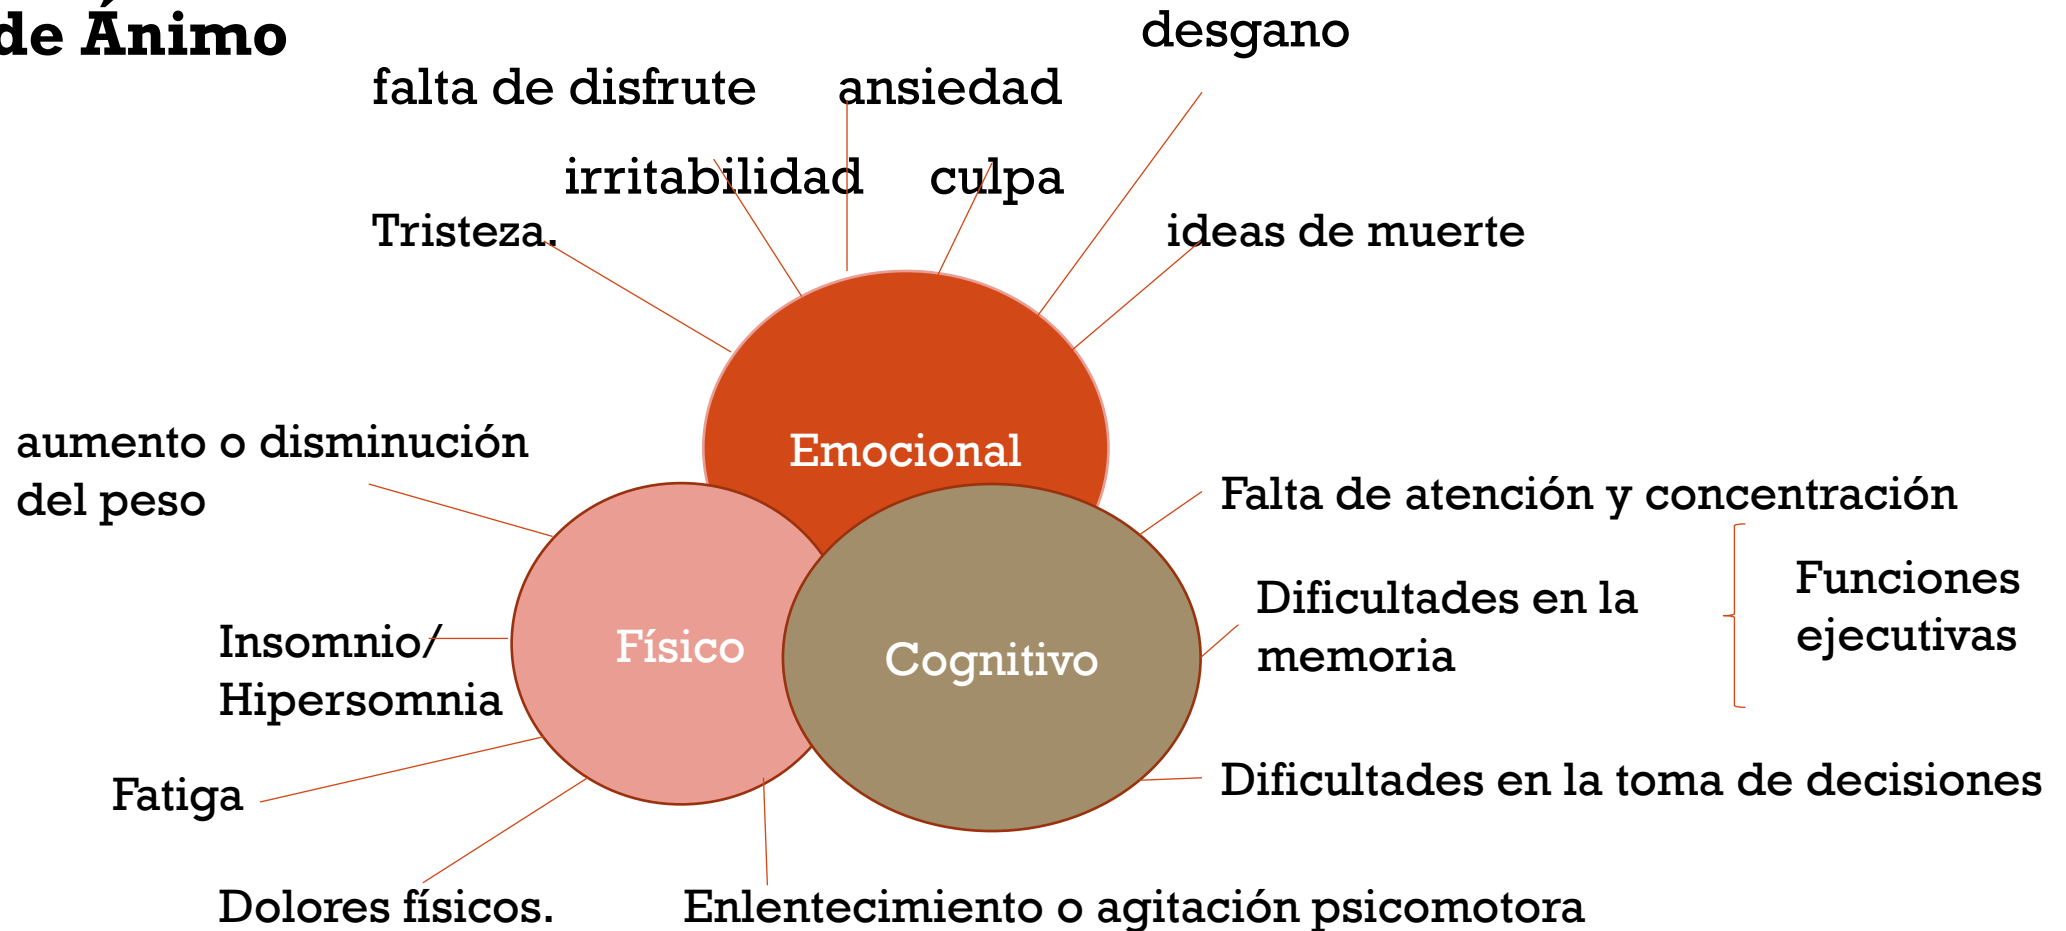 de Ánimo
desgano
falta de disfrute
ansiedad
irritabilidad
culpa
Tristeza.
ideas de muerte
aumento o disminución
del peso
Emocional
Falta de atención y concentración
Funciones
ejecutivas
Dificultades en la
memoria
Insomnio/
Hipersomnia
Físico
Cognitivo
Fatiga
Dificultades en la toma de decisiones
Dolores físicos.
Enlentecimiento o agitación psicomotora